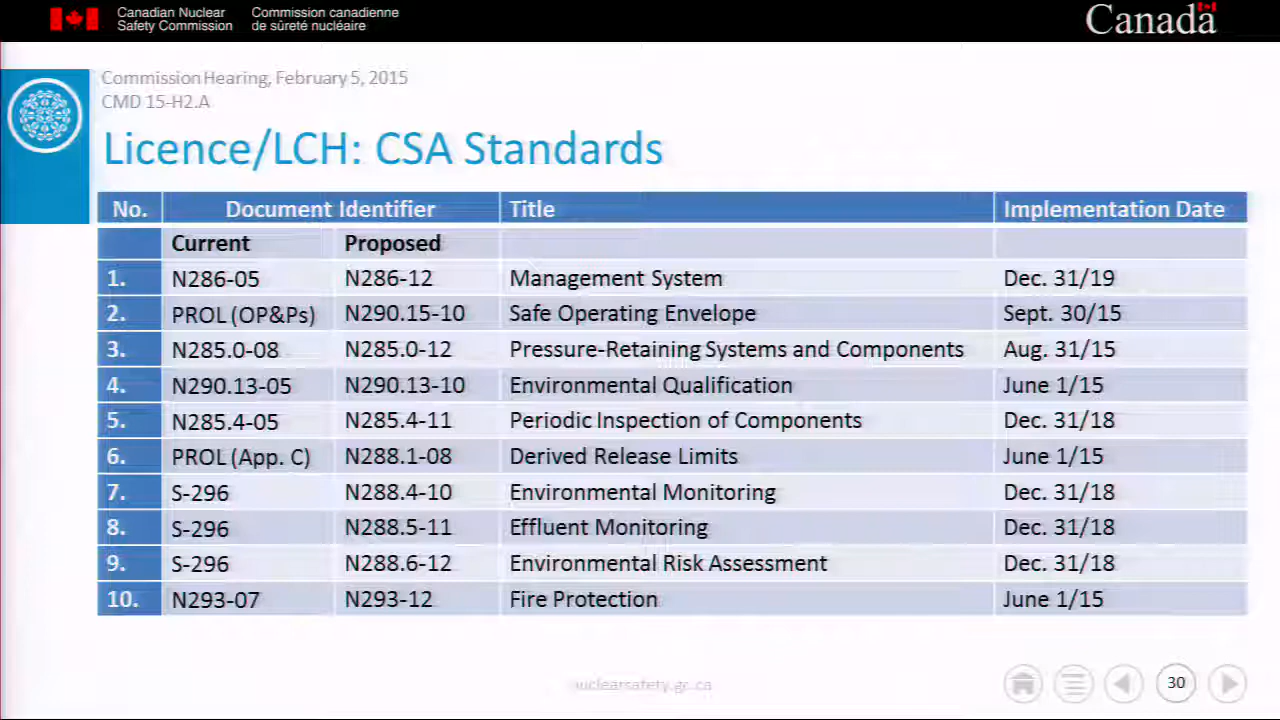 Canadian Nuclear Safety Commission
Commission canadienne de sûreté nucléaire
Canada
Commission Hearing, February 5, 2015
CMD 15-H2.A
Licence/LCH: CSA Standards
No. Document Identifier Title Implementation Date
Current Proposed
1. N286-05 N286-12 Management System Dec. 31/19
2. PROL (OP&Ps) N290.15-10 Safe Operating Envelope Sept. 30/15
3. N285.0-08 N285.0-12 Pressure-Retaining Systems and Components Aug. 31/15
4. N290.13-05 N290.13-10 Environmental Qualification June 1/15
5. N285.4-05 N285.4-11 Periodic Inspection of Components Dec. 31/18
6. PROL (App. C) N288.1-08 Derived Release Limits June 1/15
7. S-296 N288.4-10 Environmental Monitoring Dec. 31/18
8. S-296 N288.5-11 Effluent Monitoring Dec. 31/18
9. S-296 N288.6-12 Environmental Risk Assessment Dec. 31/18
10. N293-07 N293-12 Fire Protection June 1/15
nuclearsafety.gc.ca
30